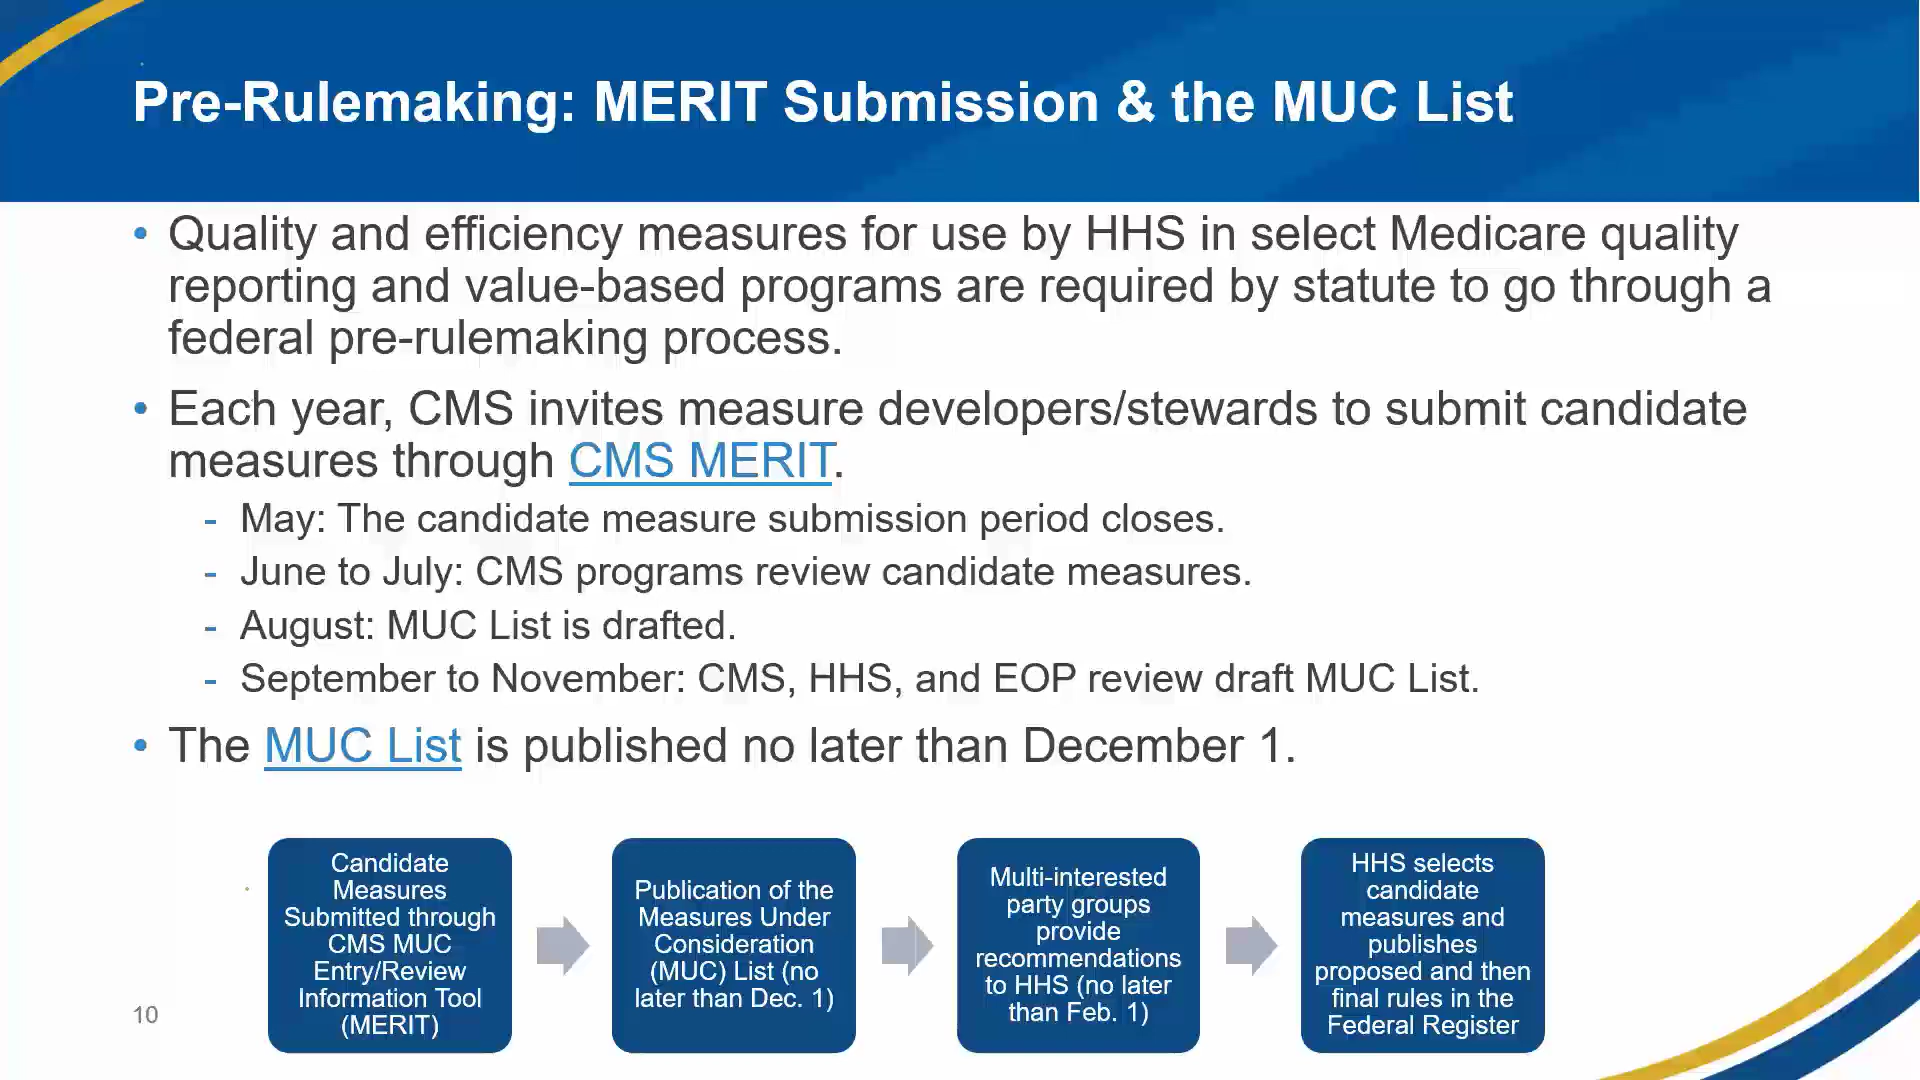 Pre-Rulemaking: MERIT Submission & the MUC List
• Quality and efficiency measures for use by HHS in select Medicare quality
reporting and value-based programs are required by statute to go through a
federal pre-rulemaking process.
• Each year, CMS invites measure developers/stewards to submit candidate
measures through CMS MERIT.
- May: The candidate measure submission period closes.
- June to July: CMS programs review candidate measures.
- August: MUC List is drafted.
- September to November: CMS, HHS, and EOP review draft MUC List.
• The MUC List is published no later than December 1.
Candidate
Measures
Submitted through
CMS MUC
Entry/Review
Information Tool
(MERIT)
Publication of the
Measures Under
Consideration
(MUC) List (no
later than Dec. 1)
Multi-interested
party groups
provide
recommendations
to HHS (no later
than Feb. 1)
HHS selects
candidate
measures and
publishes
proposed and then
final rules in the
Federal Register
10